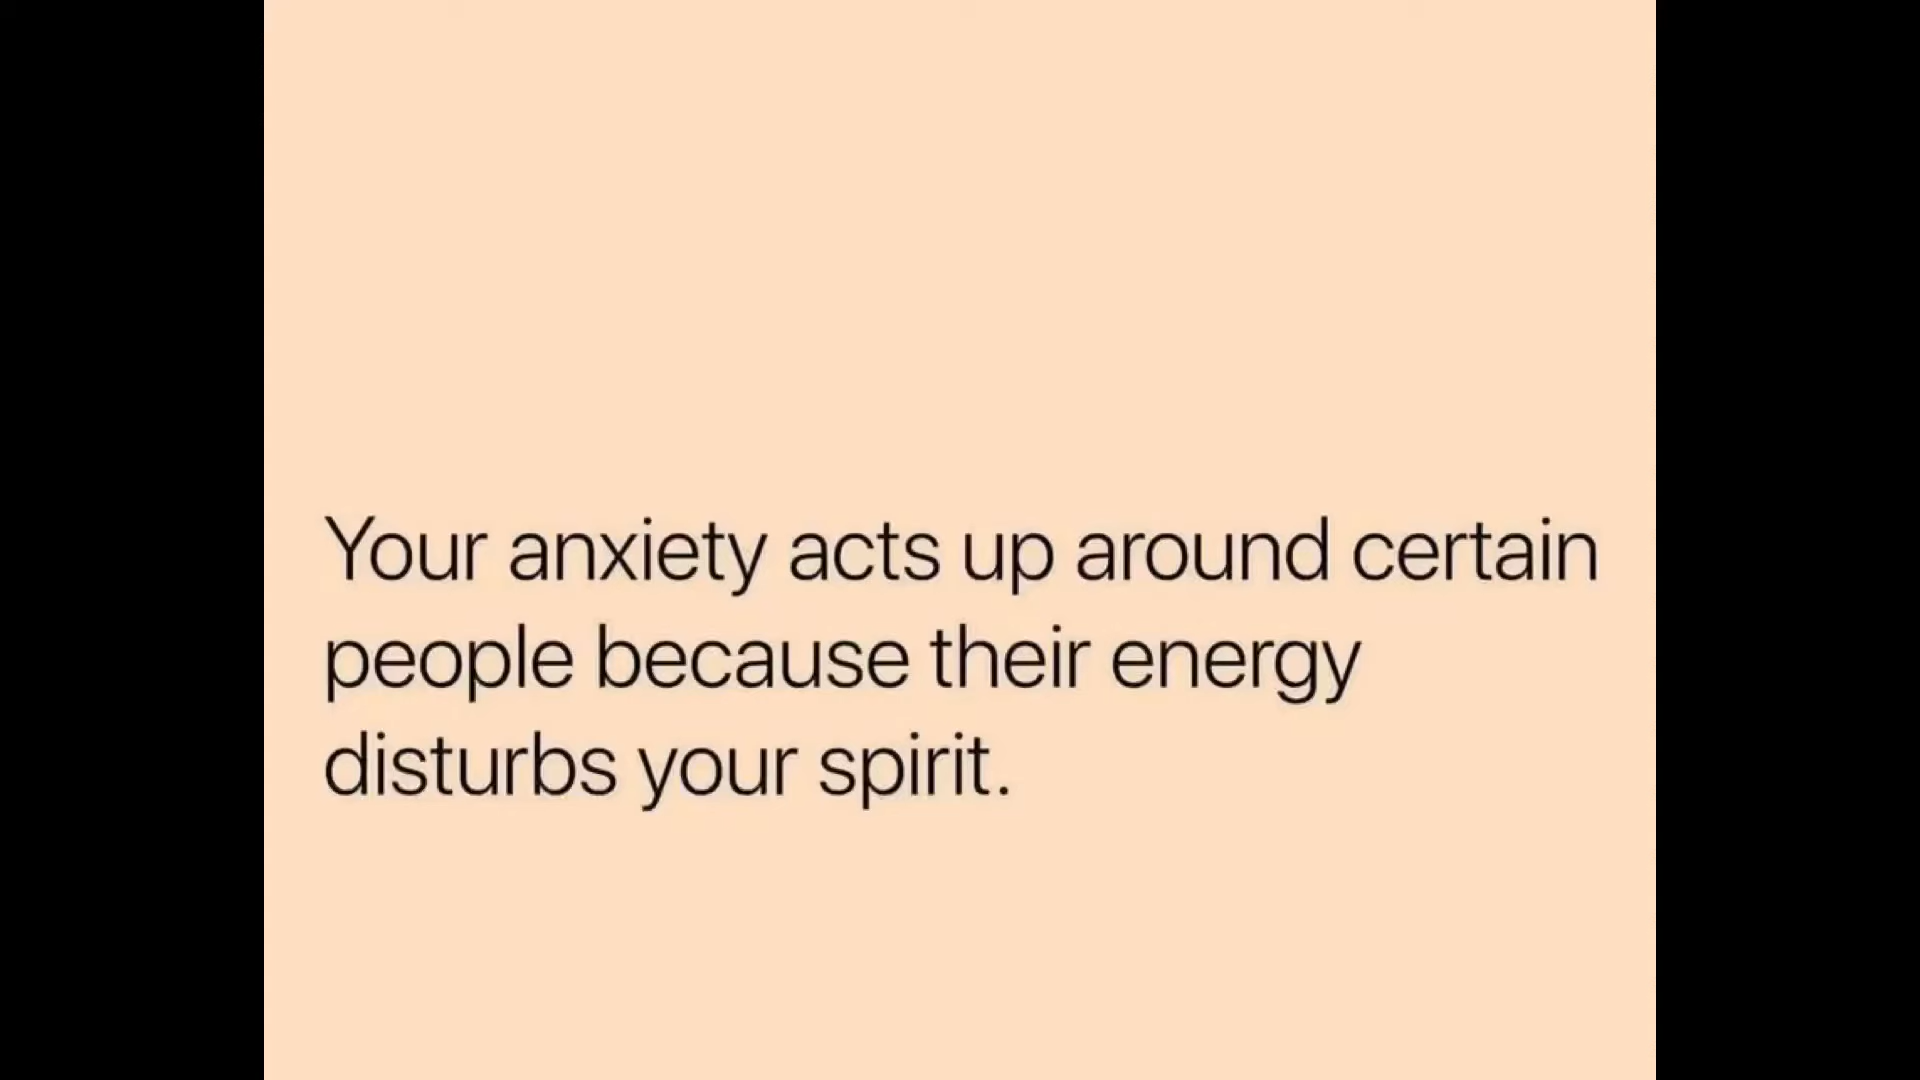 Your anxiety acts up around certain
people because their energy
disturbs your spirit.